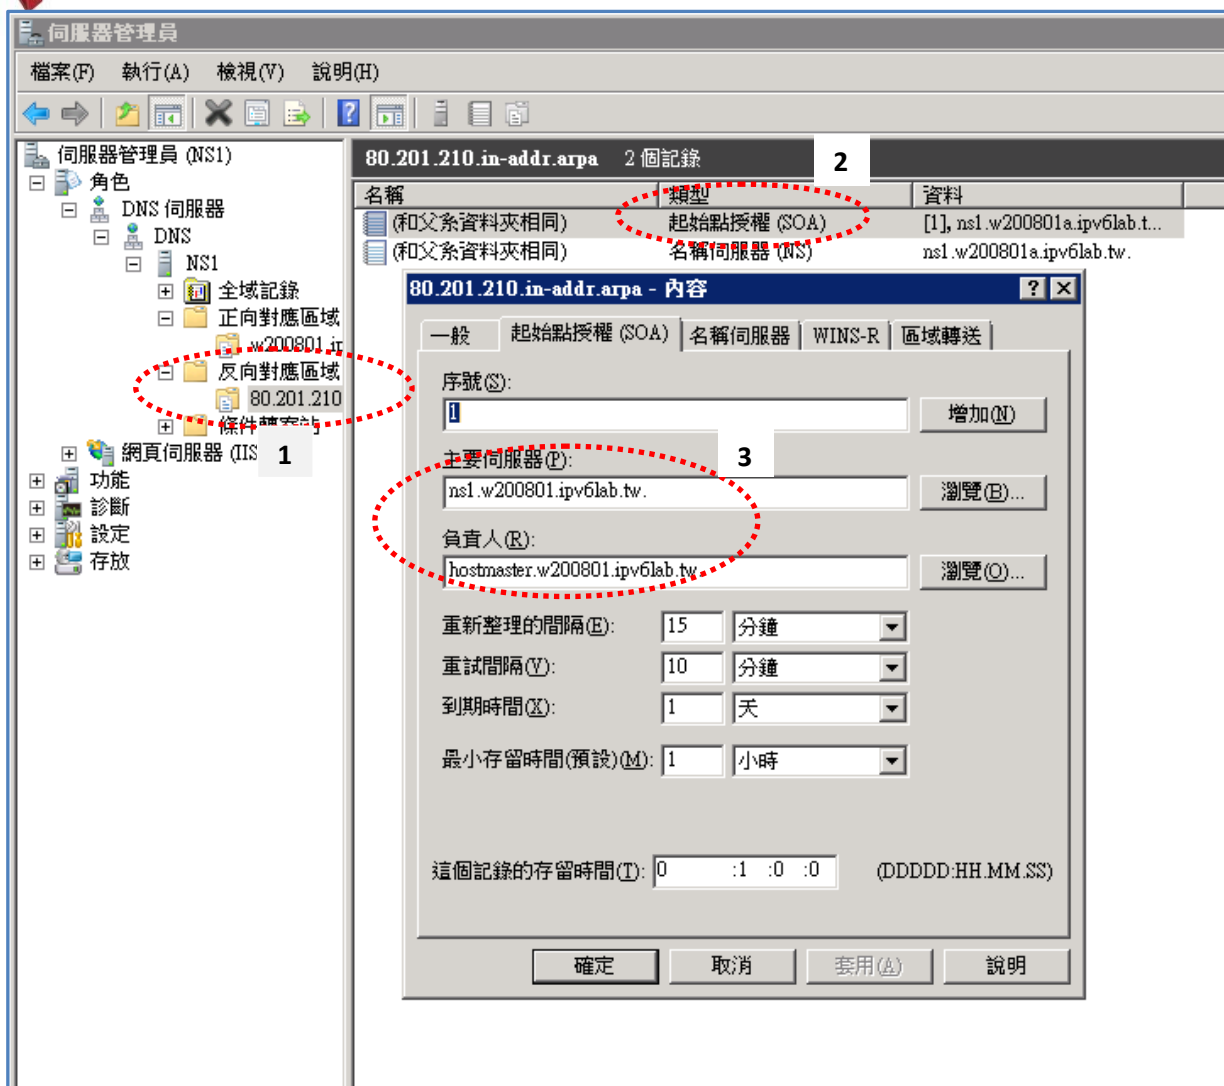 伺服器管理員
檔案(F) 執行(A) 檢視(V) 說明(H)
伺服器管理員 (NS1)
角色
DNS 伺服器
DNS
NS1
全域記錄
正向對應區域
w200801.ip
反向對應區域
80.201.210
條件轉寄站
網頁伺服器 (IIS
1
功能
診斷
設定
存放
80.201.210.in-addr.arpa 2 個記錄
2
名稱 類型 資料
(和父系資料夾相同) 起始點授權 (SOA) [1], ns1.w200801a.ipv6lab.t...
(和父系資料夾相同) 名稱伺服器 (NS) ns1.w200801a.ipv6lab.tw.
80.201.210.in-addr.arpa - 內容
一般 起始點授權 (SOA) 名稱伺服器 WINS-R 區域轉送
序號(S):
1 增加(N)
主要伺服器(P):
3
ns1.w200801.ipv6lab.tw. 瀏覽(B)...
負責人(R):
hostmaster.w200801.ipv6lab.tw 瀏覽(O)...
重新整理的間隔(E): 15 分鐘
重試間隔(V): 10 分鐘
到期時間(X): 1 天
最小存留時間(預設)(M): 1 小時
這個記錄的存留時間(T): 0 :1 :0 :0 (DDDDD:HH.MM.SS)
確定 取消 套用(A) 說明